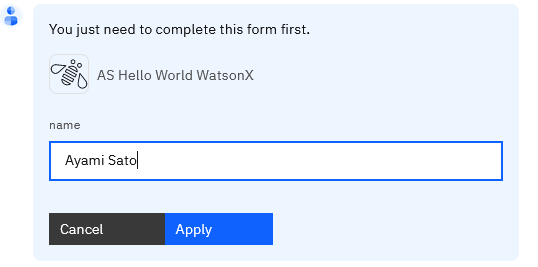 You just need to complete this form first.
AS Hello World WatsonX
name
Ayami Sato
Cancel
Apply